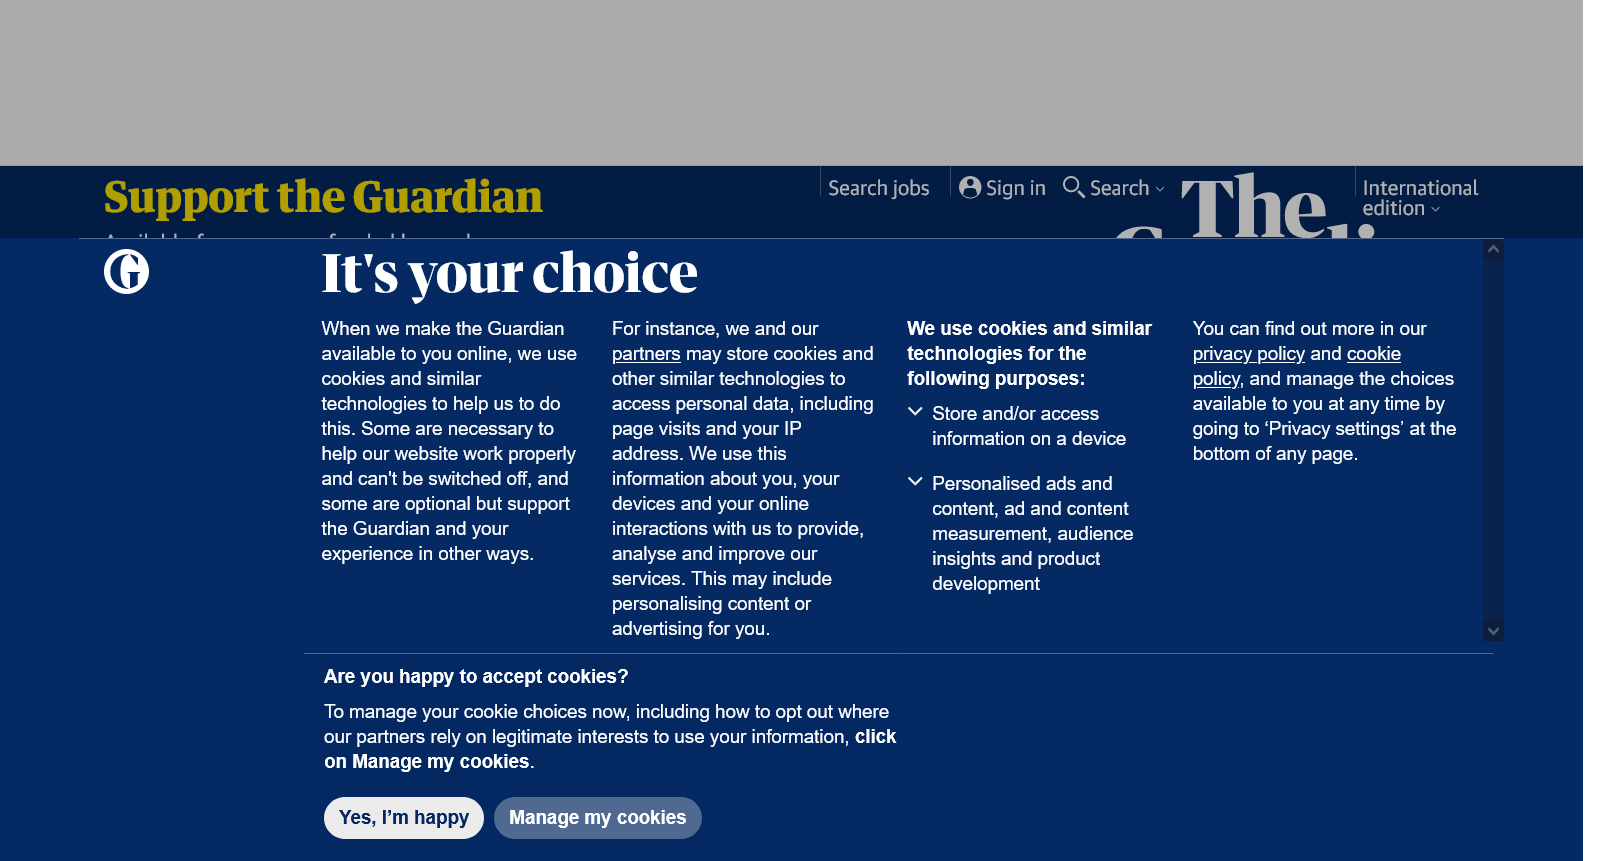 Support the Guardian
Search jobs
Sign in
Search
International
edition
The
It's your choice
When we make the Guardian
available to you online, we use
cookies and similar
technologies to help us to do
this. Some are necessary to
help our website work properly
and can't be switched off, and
some are optional but support
the Guardian and your
experience in other ways.
For instance, we and our
partners may store cookies and
other similar technologies to
access personal data, including
page visits and your IP
address. We use this
information about you, your
devices and your online
interactions with us to provide,
analyse and improve our
services. This may include
personalising content or
advertising for you.
We use cookies and similar
technologies for the
following purposes:
Store and/or access
information on a device
Personalised ads and
content, ad and content
measurement, audience
insights and product
development
You can find out more in our
privacy policy and cookie
policy, and manage the choices
available to you at any time by
going to ‘Privacy settings’ at the
bottom of any page.
Are you happy to accept cookies?
To manage your cookie choices now, including how to opt out where
our partners rely on legitimate interests to use your information, click
on Manage my cookies.
Yes, I’m happy
Manage my cookies